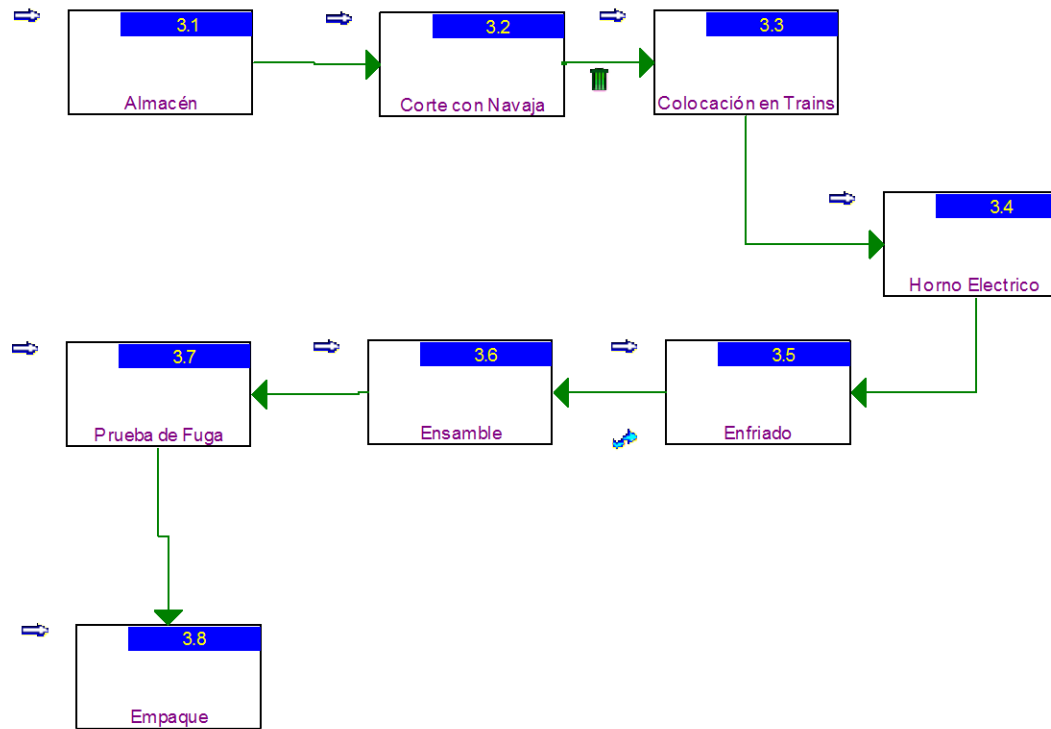 3.1
Almacén
3.2
Corte con Navaja
3.3
Colocación en Trains
3.4
Horno Electrico
3.7
Prueba de Fuga
3.6
Ensamble
3.5
Enfriado
3.8
Empaque